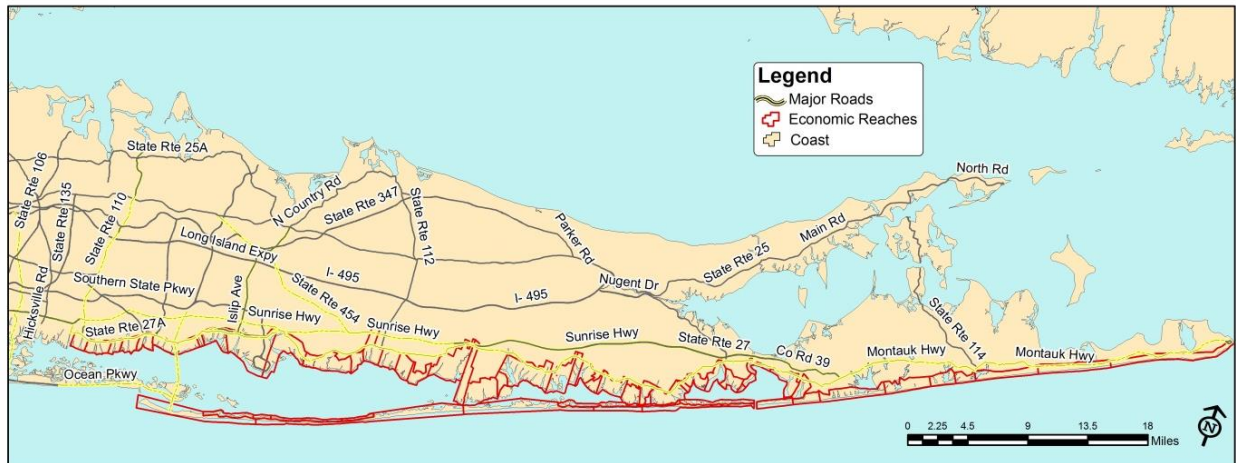 Legend
Major Roads
Economic Reaches
Coast
State Rte 25A
State Rte 106
State Rte 135
State Rte 110
N Country Rd
State Rte 347
State Rte 112
Parker Rd
North Rd
Main Rd
State Rte 25
Nugent Dr
Long Island Expy
I- 495
I- 495
Southern State Pkwy
Hicksville Rd
Islip Ave
State Rte 454
Sunrise Hwy
Sunrise Hwy
Sunrise Hwy
State Rte 27A
State Rte 27
Co Rd 39
State Rte 114
Montauk Hwy
Montauk Hwy
Ocean Pkwy
0 2.25 4.5 9 13.5 18
Miles
N